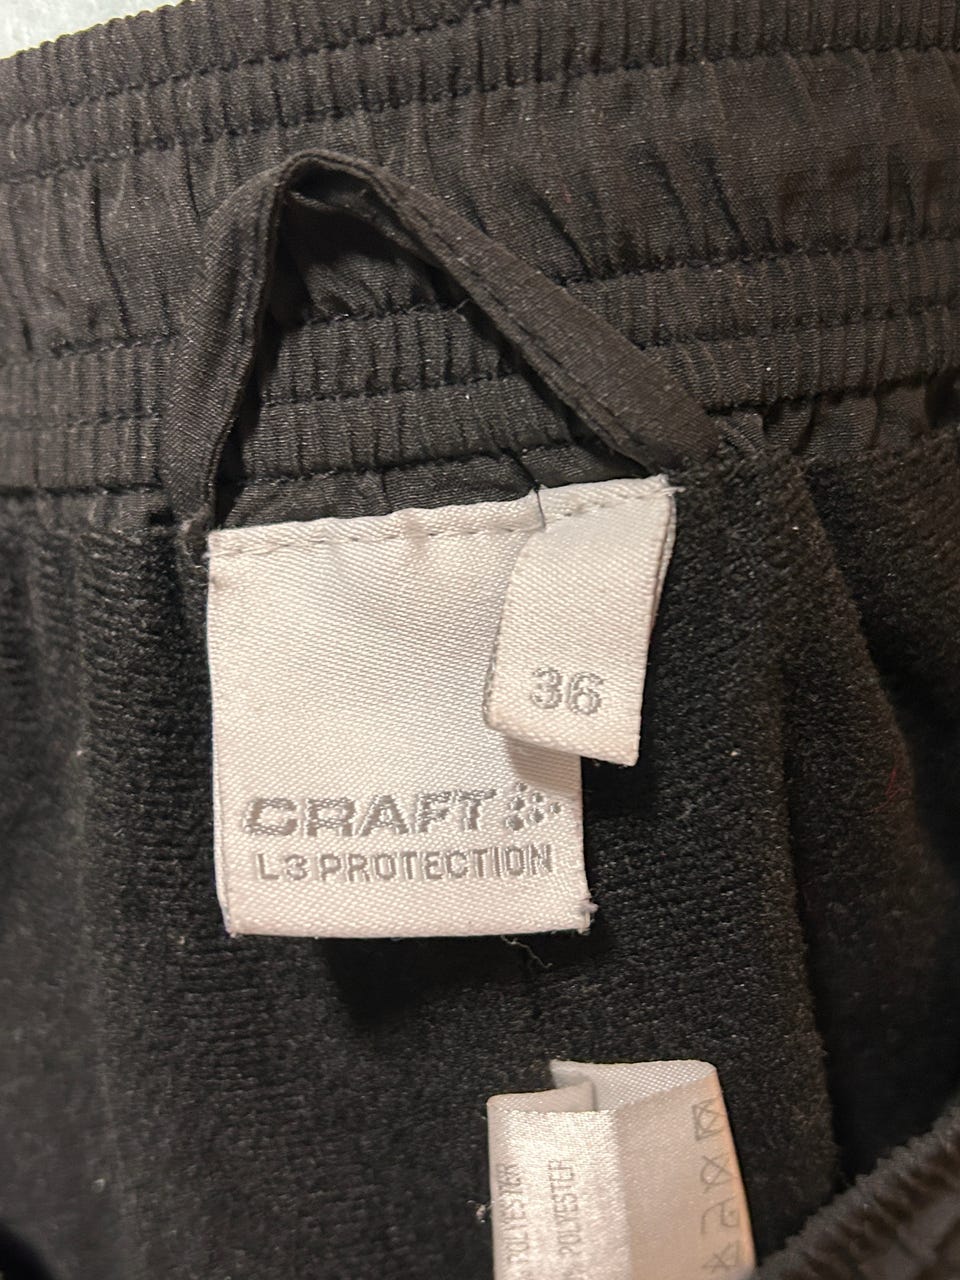 36
CRAFT
L3 PROTECTION
POLYESTER
POLYESTER